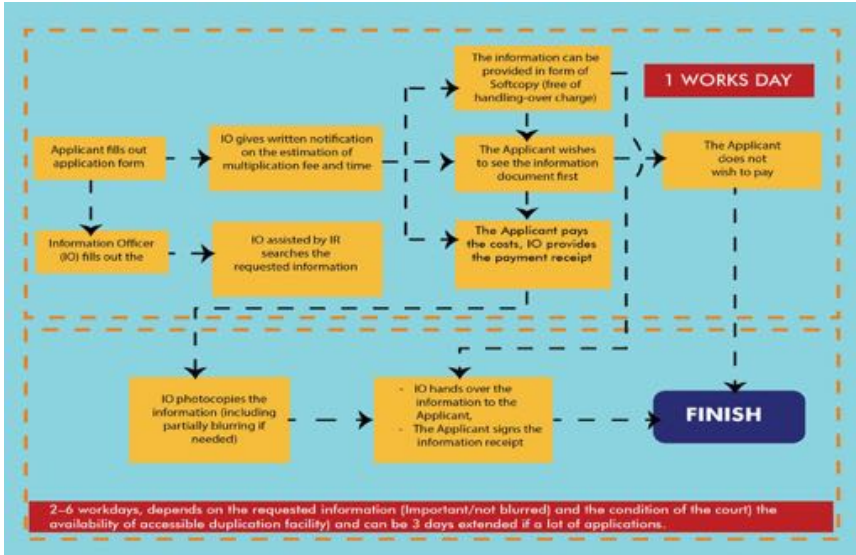 The information can be
provided in form of
Softcopy (free of
handling-over charge)
1 WORKS DAY
Applicant fills out
application form
IO gives written notification
on the estimation of
multiplication fee and time
The Applicant wishes
to see the information
document first
The Applicant
does not
wish to pay
Information Officer
(IO) fills out the
IO assisted by IR
searches the
requested information
The Applicant pays
the costs, IO provides
the payment receipt
IO photocopies the
information (including
partially blurring if
needed)
- IO hands over the
information to the
Applicant,
- The Applicant signs the
information receipt
FINISH
2–6 workdays, depends on the requested information (Important/not blurred) and the condition of the court) the
availability of accessible duplication facility) and can be 3 days extended if a lot of applications.